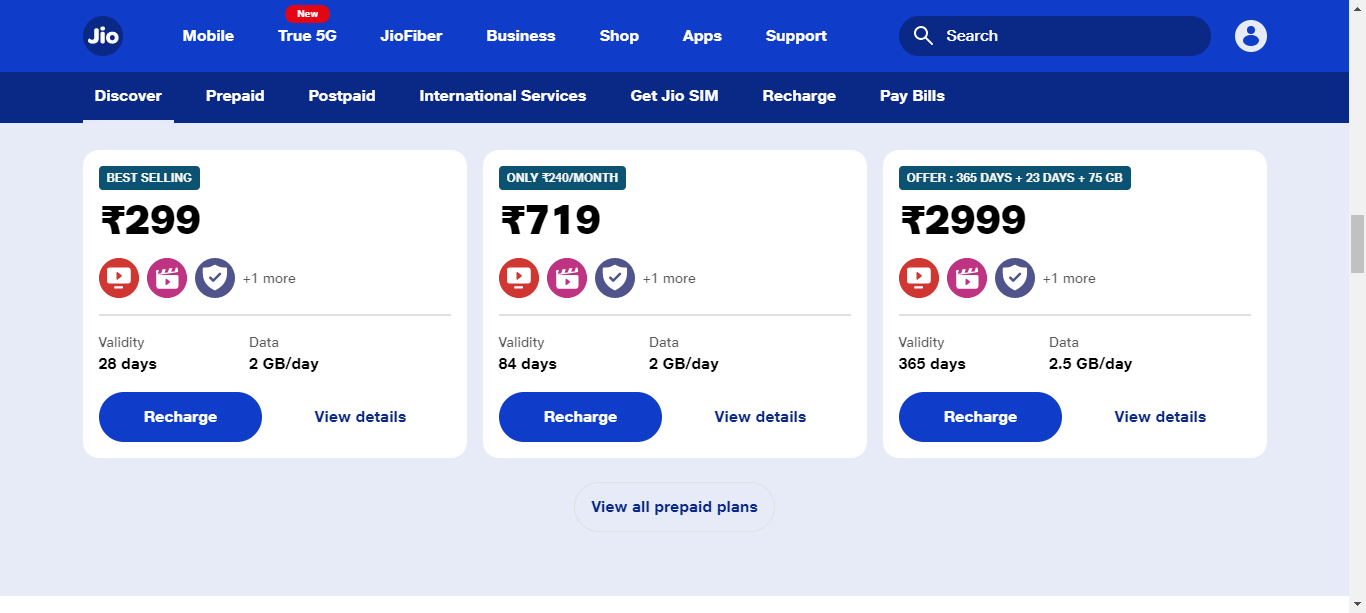 Jio
Mobile
New
True 5G
JioFiber
Business
Shop
Apps
Support
Search
Discover
Prepaid
Postpaid
International Services
Get Jio SIM
Recharge
Pay Bills
BEST SELLING
₹299
+1 more
Validity
Data
28 days
2 GB/day
Recharge
View details
ONLY ₹240/MONTH
₹719
+1 more
Validity
Data
84 days
2 GB/day
Recharge
View details
OFFER : 365 DAYS + 23 DAYS + 75 GB
₹2999
+1 more
Validity
Data
365 days
2.5 GB/day
Recharge
View details
View all prepaid plans